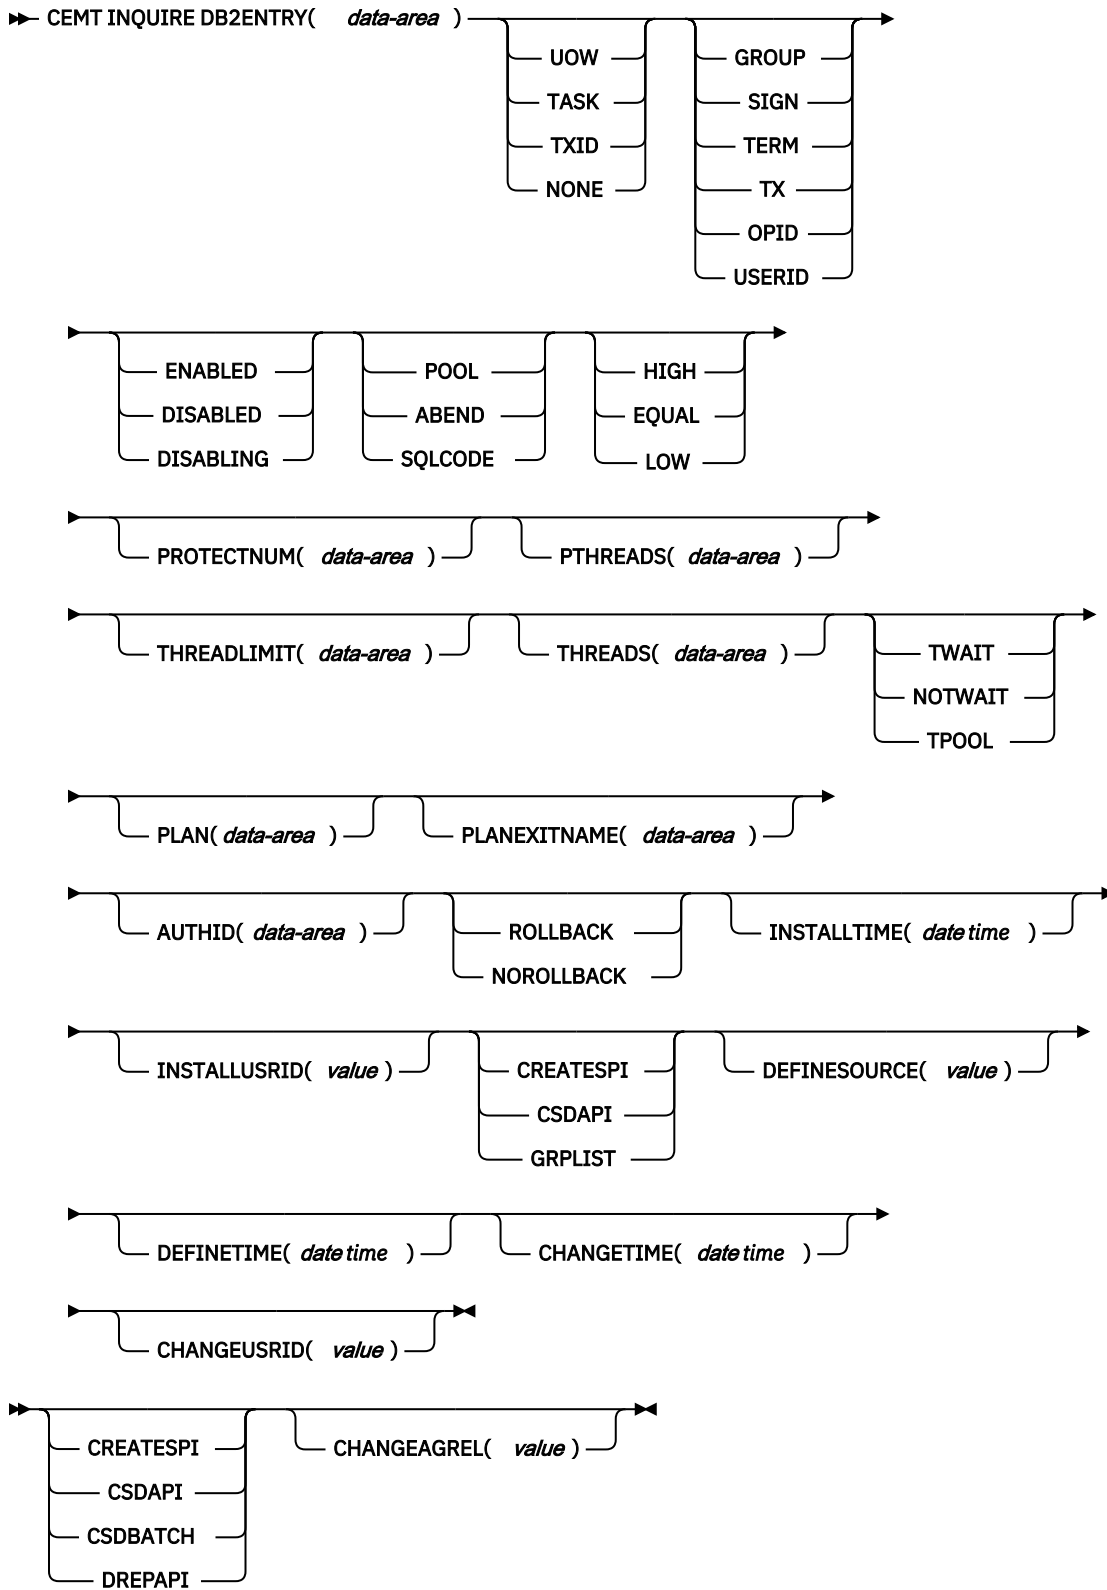 CEMT INQUIRE DB2ENTRY( data-area )
UOW
TASK
TXID
NONE
GROUP
SIGN
TERM
TX
OPID
USERID
ENABLED
DISABLED
DISABLING
POOL
ABEND
SQLCODE
HIGH
EQUAL
LOW
PROTECTNUM( data-area )
PTHREADS( data-area )
THREADLIMIT( data-area )
THREADS( data-area )
TWAIT
NOTWAIT
TPOOL
PLAN( data-area )
PLANEXITNAME( data-area )
AUTHID( data-area )
ROLLBACK
NOROLLBACK
INSTALLTIME( date time )
INSTALLUSRID( value )
CREATESPI
CSDAPI
GRPLIST
DEFINESOURCE( value )
DEFINETIME( date time )
CHANGETIME( date time )
CHANGEUSRID( value )
CREATESPI
CSDAPI
CSDBATCH
DREPAPI
CHANGEAGREL( value )